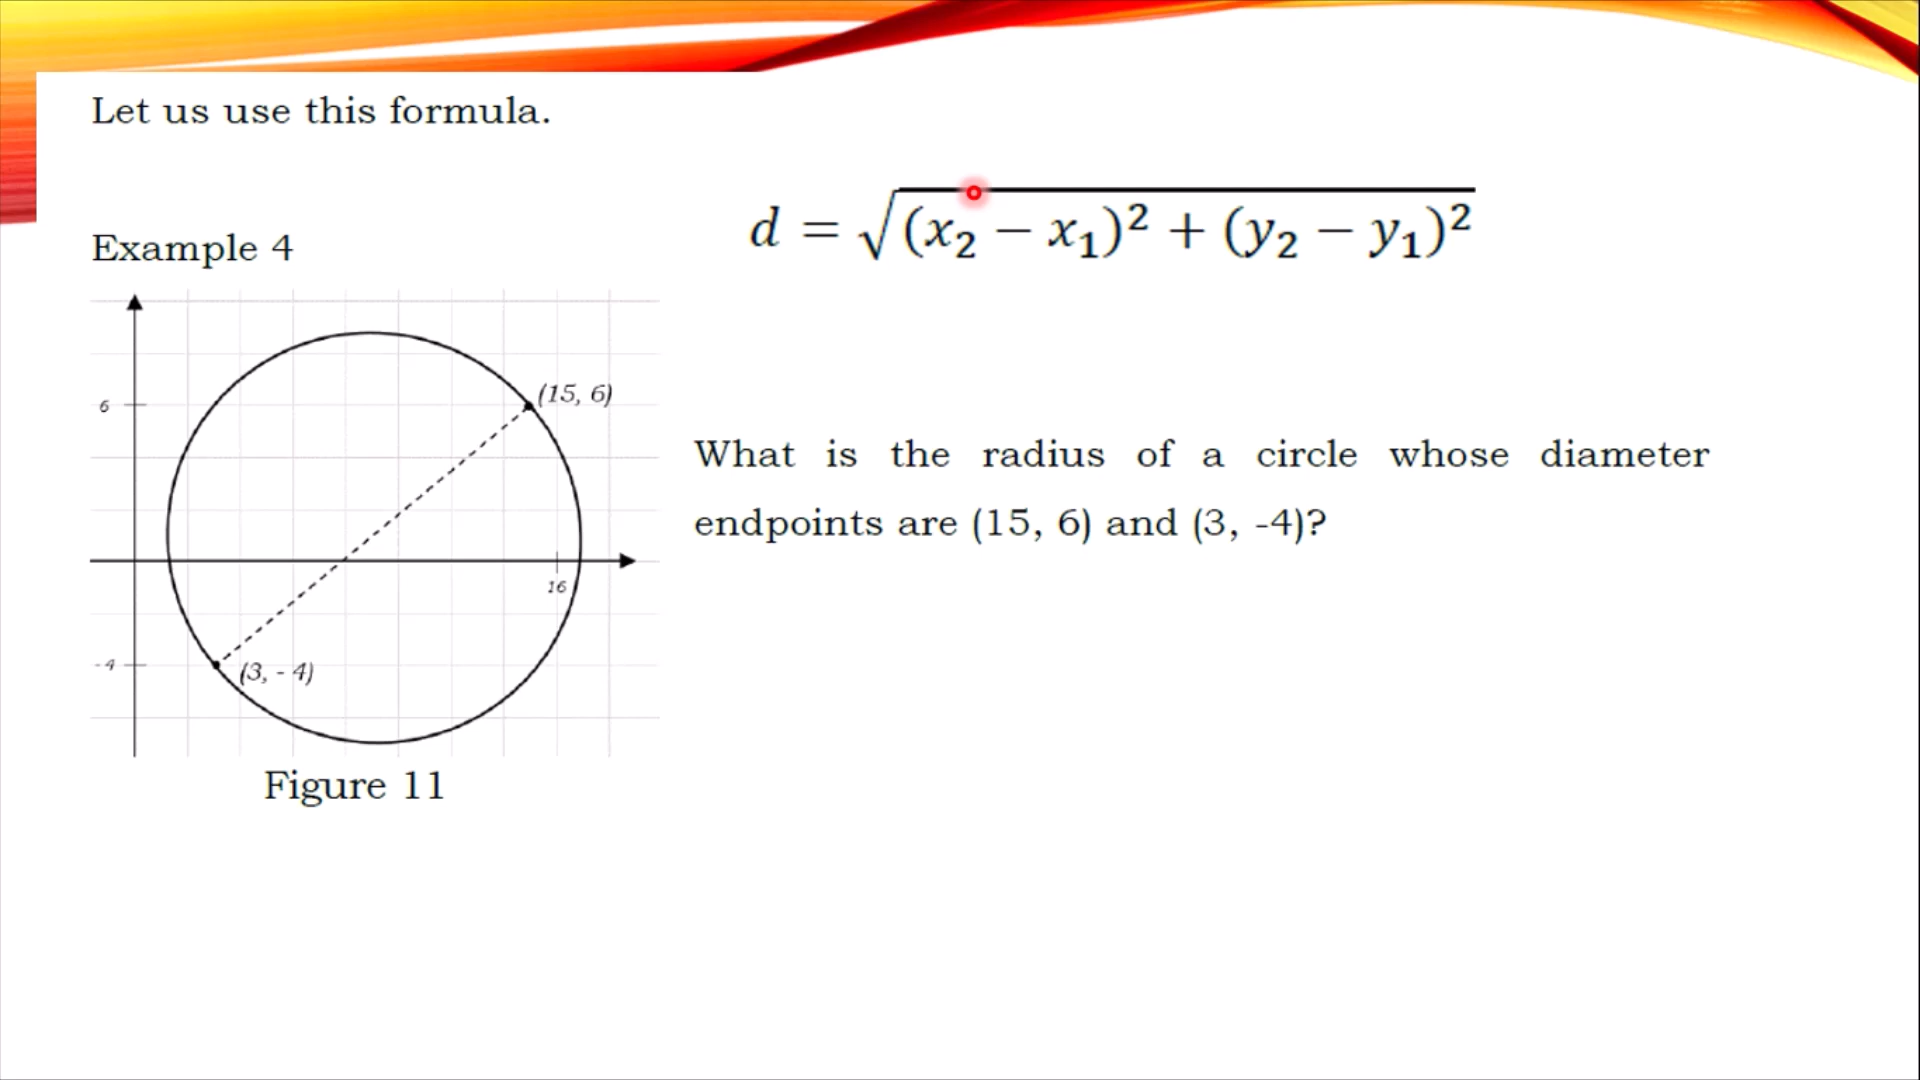 Let us use this formula.
d = √(x₂ − x₁)² + (y₂ − y₁)²
Example 4
6
(15, 6)
16
-4
(3, - 4)
Figure 11
What is the radius of a circle whose diameter
endpoints are (15, 6) and (3, -4)?